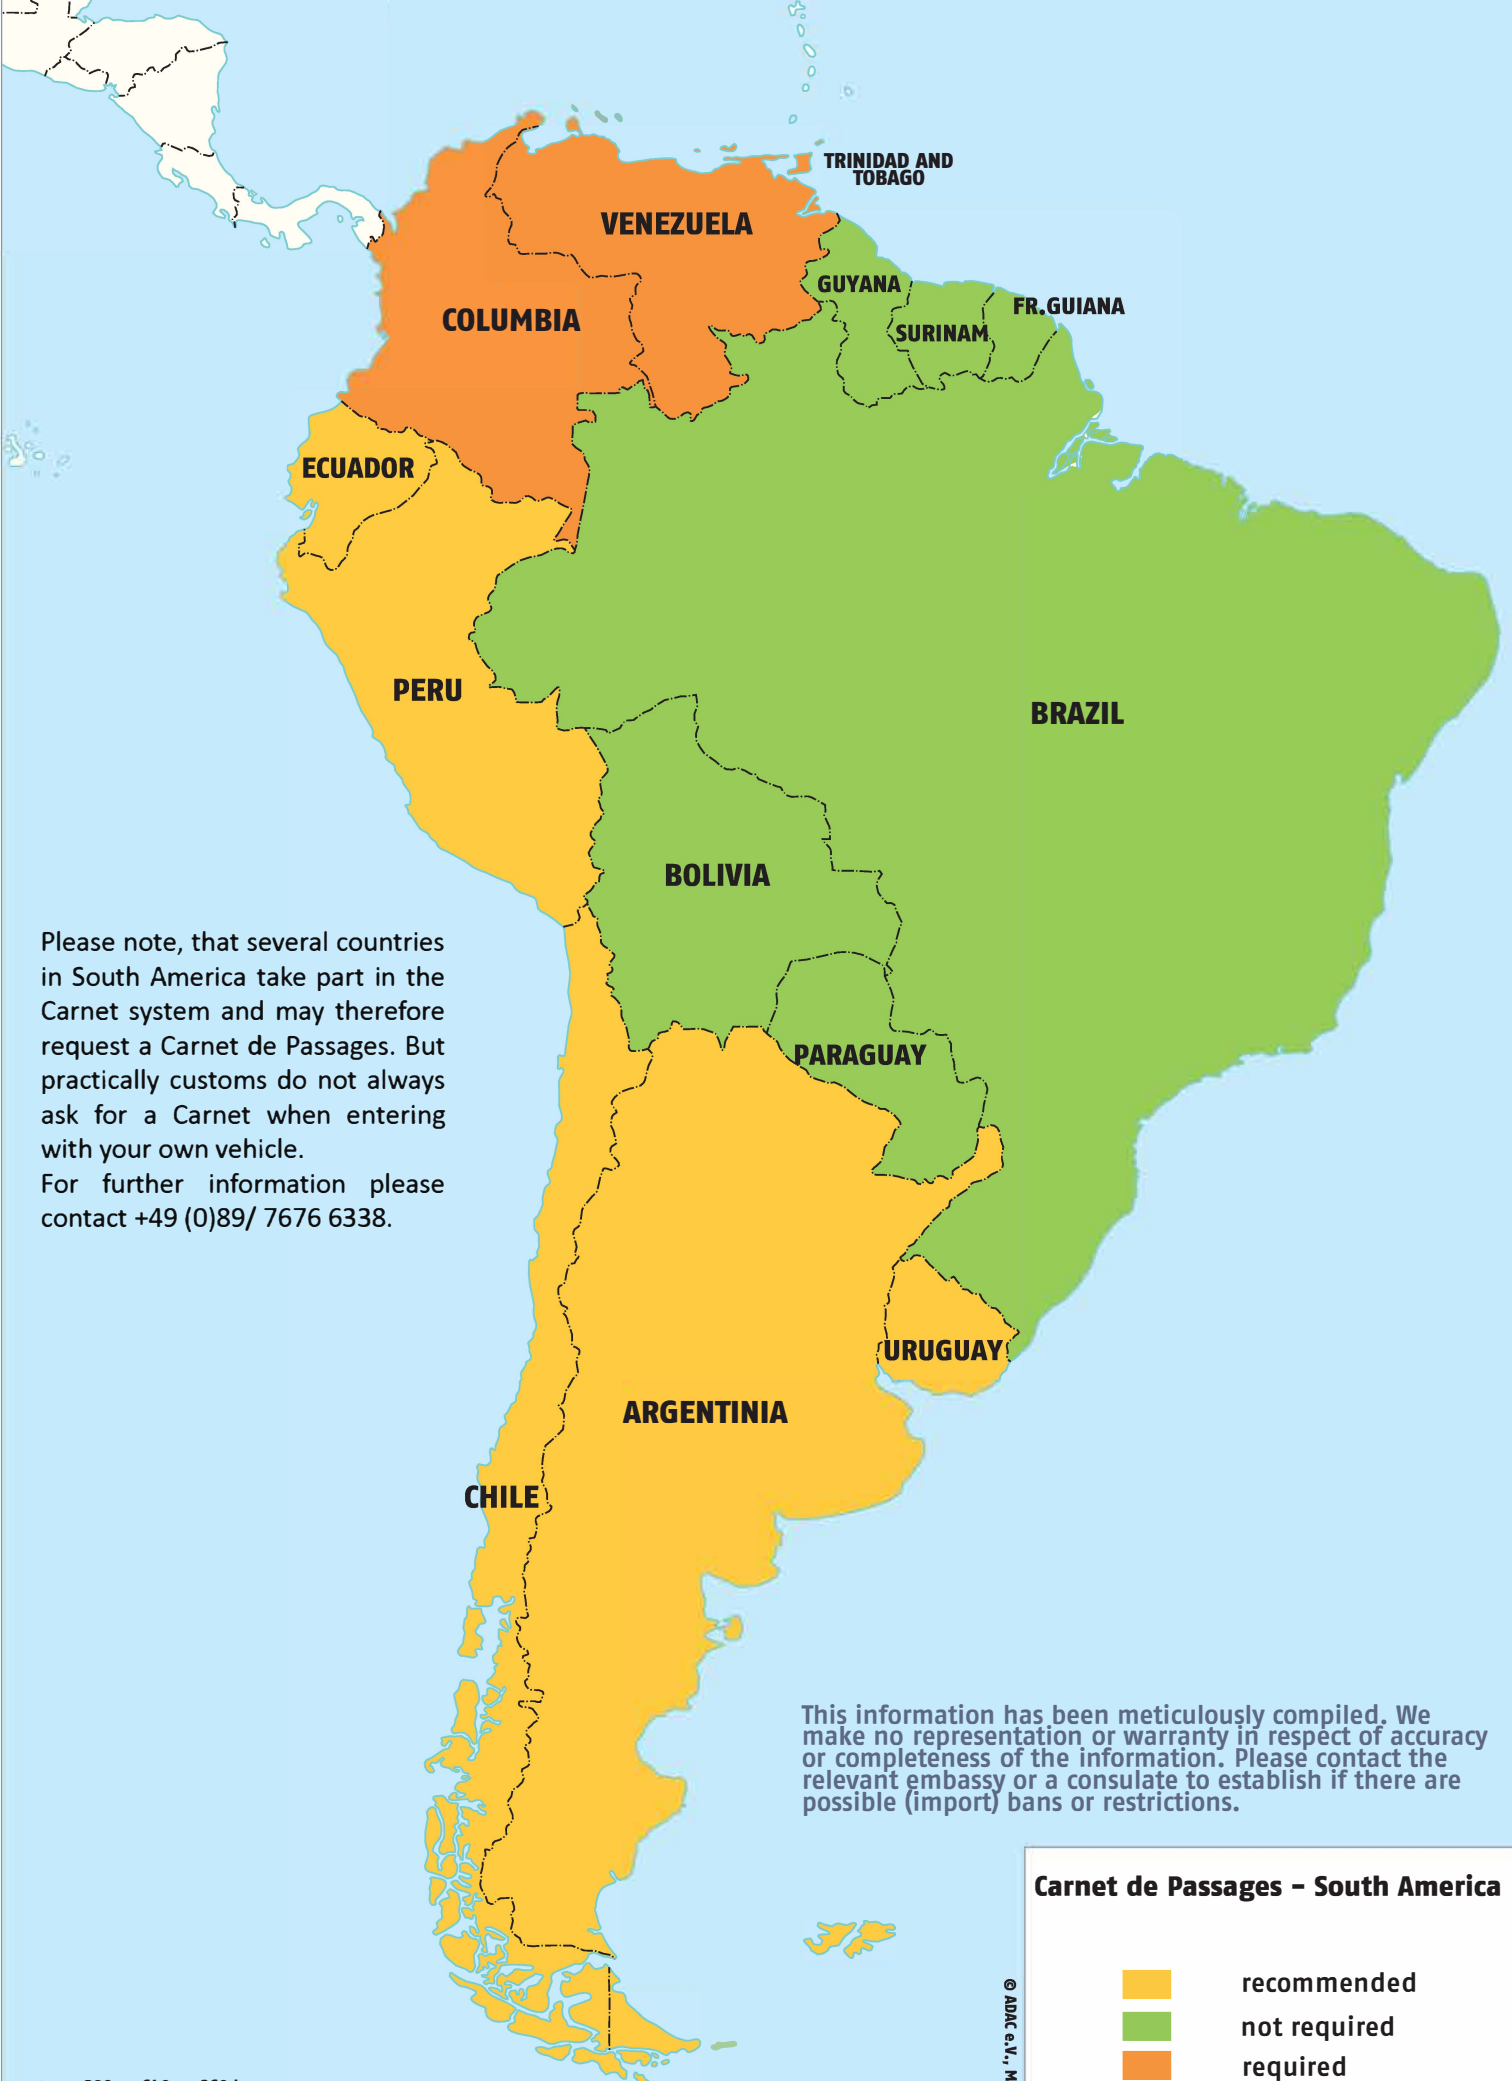 TRINIDAD AND
TOBAGO
VENEZUELA
GUYANA
FR.GUIANA
COLUMBIA
SURINAM
ECUADOR
PERU
BRAZIL
BOLIVIA
Please note, that several countries
in South America take part in the
Carnet system and may therefore
request a Carnet de Passages. But
practically customs do not always
ask for a Carnet when entering
with your own vehicle.
For further information please
contact +49 (0)89/ 7676 6338.
PARAGUAY
URUGUAY
ARGENTINIA
CHILE
This information has been meticulously compiled. We
make no representation or warranty in respect of accuracy
or completeness of the information. Please contact the
relevant embassy or a consulate to establish if there are
possible (import) bans or restrictions.
Carnet de Passages - South America
recommended
not required
required
© ADAC e.V., M